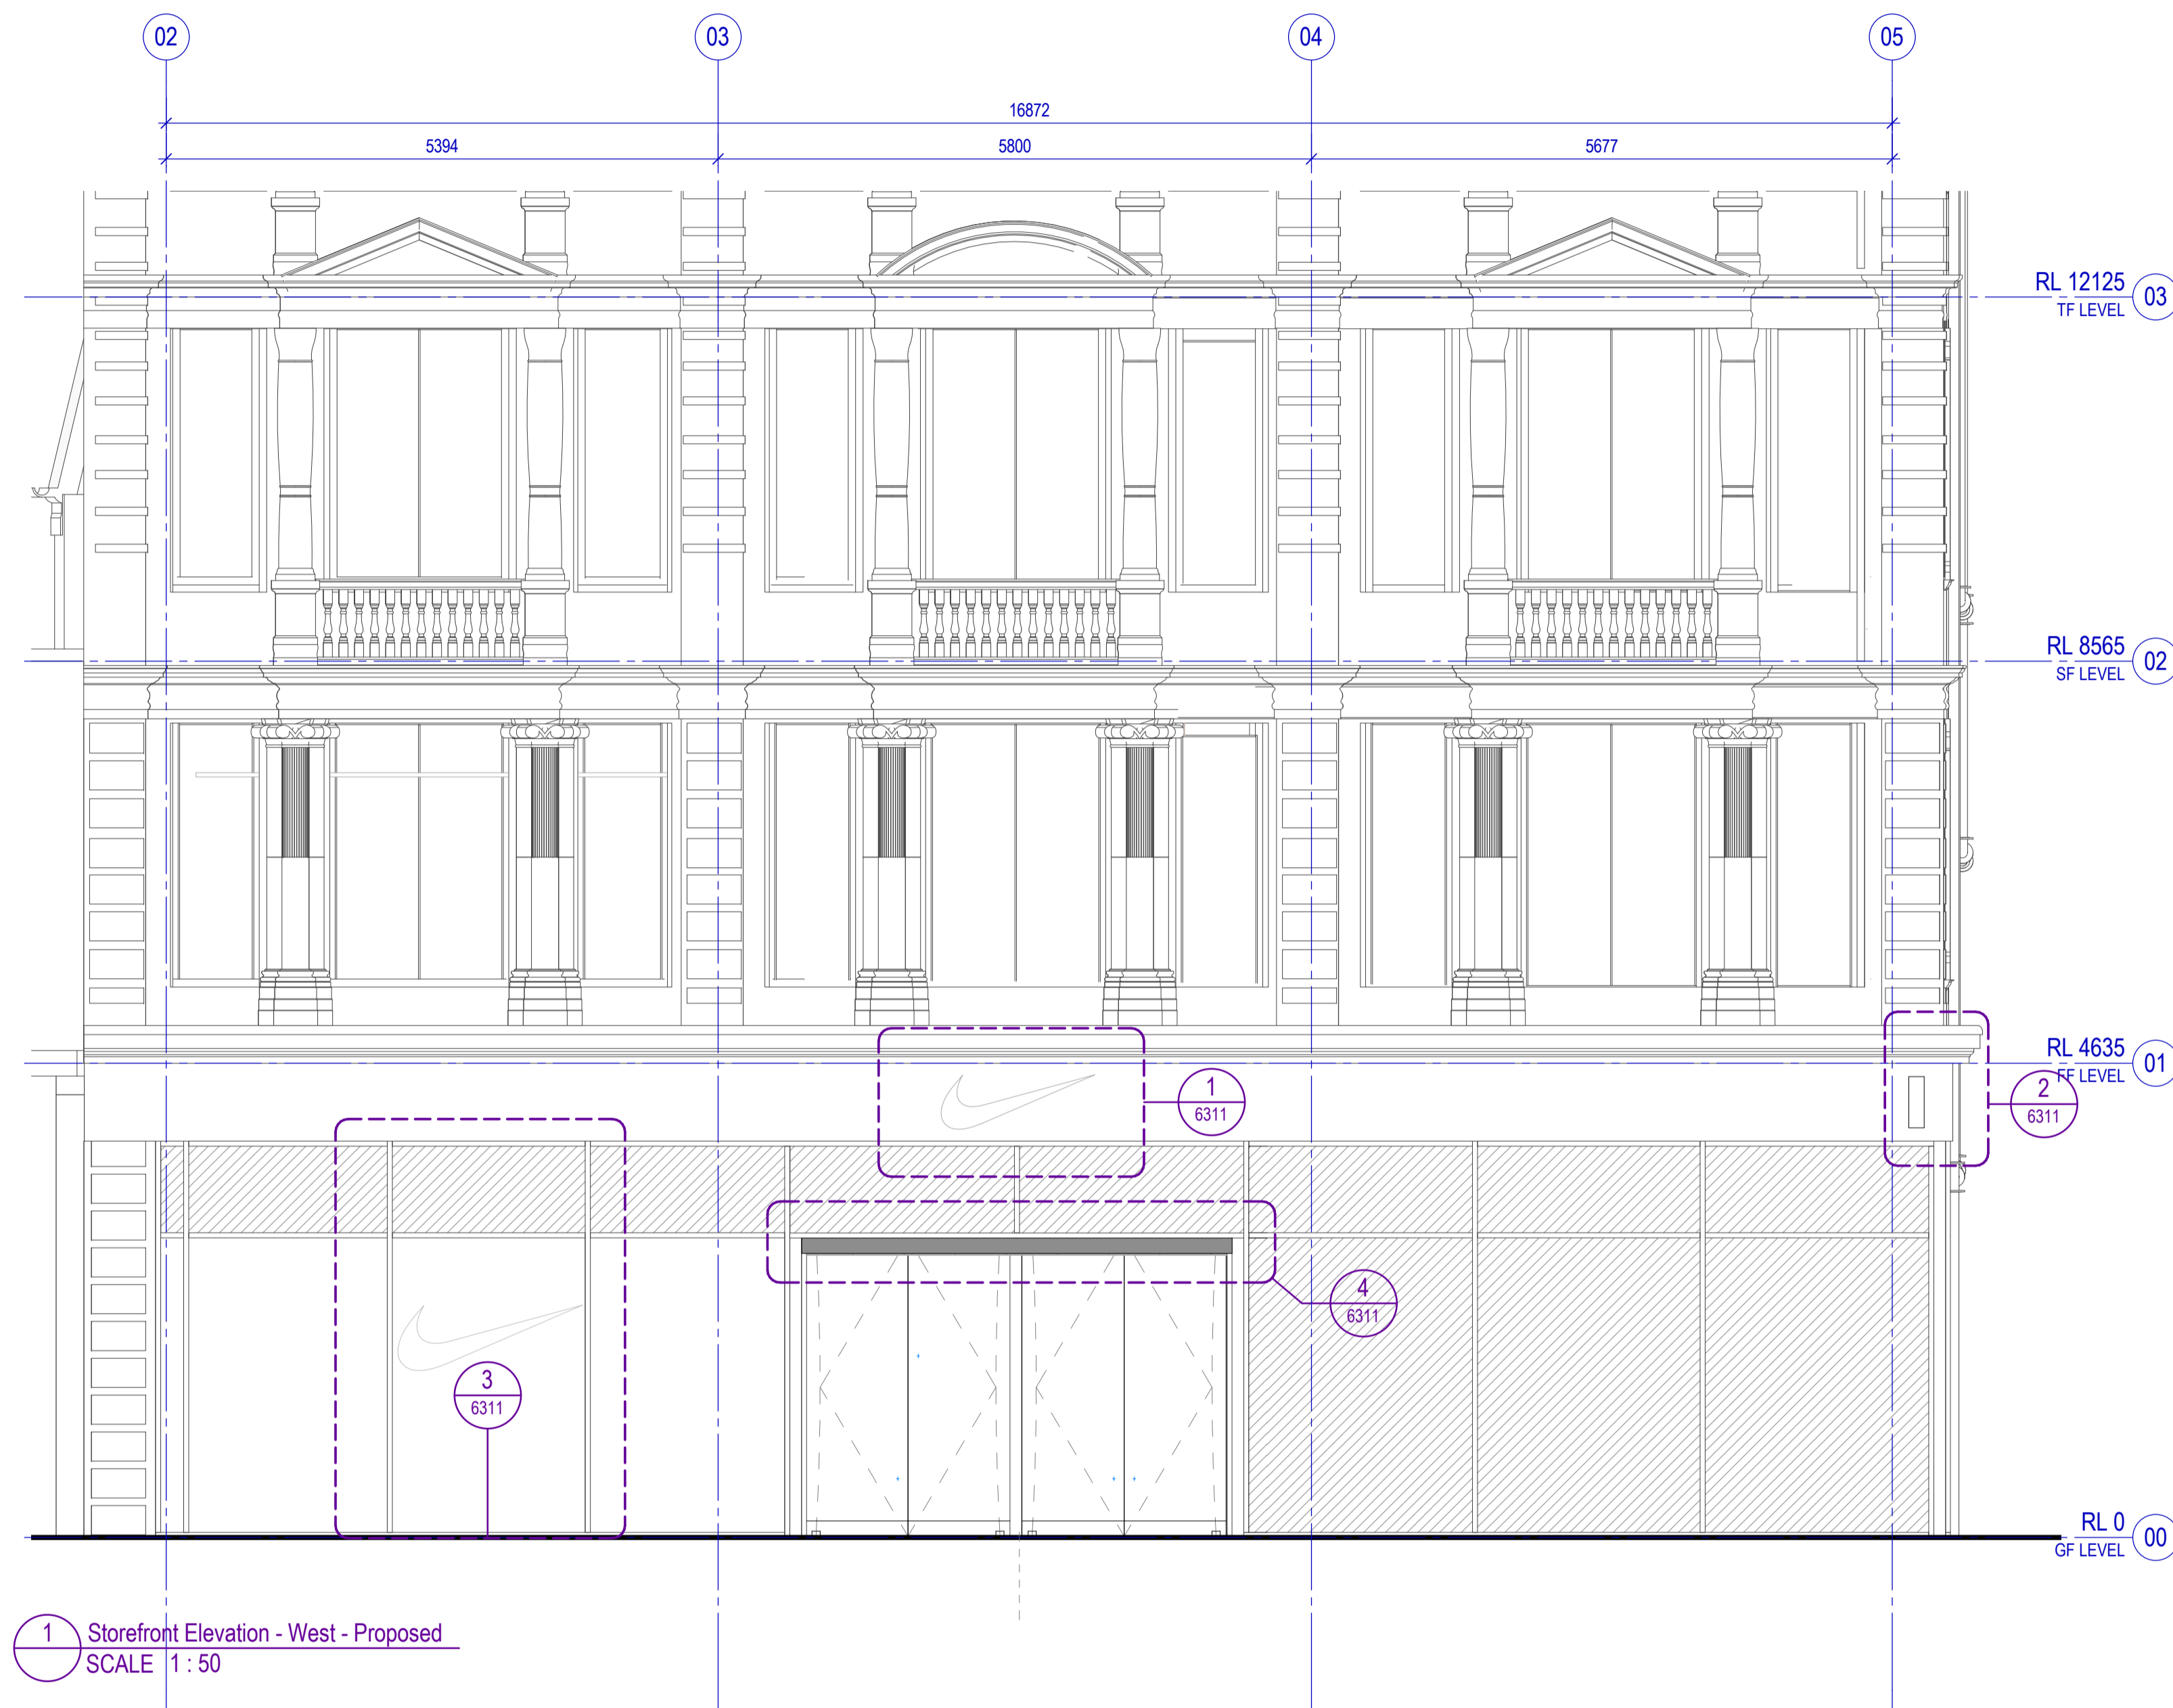 02
03
04
05
16872
5394
5800
5677
RL 12125
TF LEVEL
03
RL 8565
SF LEVEL
02
RL 4635
FF LEVEL
01
1
6311
2
6311
4
6311
3
6311
RL 0
GF LEVEL
00
1
Storefront Elevation - West - Proposed
SCALE 1 : 50